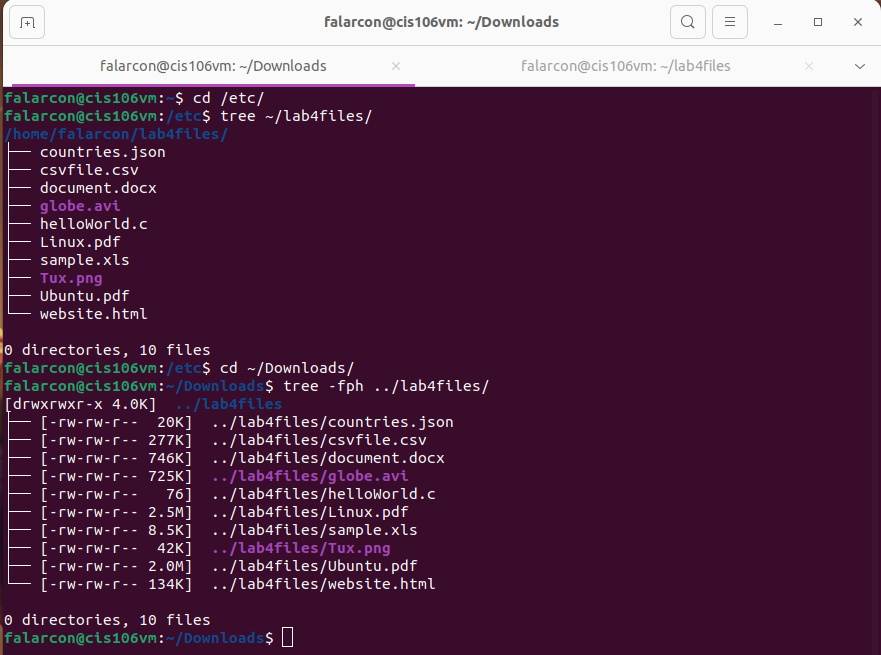 falarcon@cis106vm: ~/Downloads
falarcon@cis106vm: ~/Downloads
falarcon@cis106vm: ~/lab4files
falarcon@cis106vm:~$ cd /etc/
falarcon@cis106vm:/etc$ tree ~/lab4files/
/home/falarcon/lab4files/
├── countries.json
├── csvfile.csv
├── document.docx
├── globe.avi
├── helloWorld.c
├── Linux.pdf
├── sample.xls
├── Tux.png
├── Ubuntu.pdf
└── website.html
0 directories, 10 files
falarcon@cis106vm:/etc$ cd ~/Downloads/
falarcon@cis106vm:~/Downloads$ tree -fph ../lab4files/
[drwxrwxr-x 4.0K]  ../lab4files
├── [-rw-rw-r--  20K]  ../lab4files/countries.json
├── [-rw-rw-r-- 277K]  ../lab4files/csvfile.csv
├── [-rw-rw-r-- 746K]  ../lab4files/document.docx
├── [-rw-rw-r-- 725K]  ../lab4files/globe.avi
├── [-rw-rw-r--   76]  ../lab4files/helloWorld.c
├── [-rw-rw-r-- 2.5M]  ../lab4files/Linux.pdf
├── [-rw-rw-r-- 8.5K]  ../lab4files/sample.xls
├── [-rw-rw-r--  42K]  ../lab4files/Tux.png
├── [-rw-rw-r-- 2.0M]  ../lab4files/Ubuntu.pdf
└── [-rw-rw-r-- 134K]  ../lab4files/website.html
0 directories, 10 files
falarcon@cis106vm:~/Downloads$